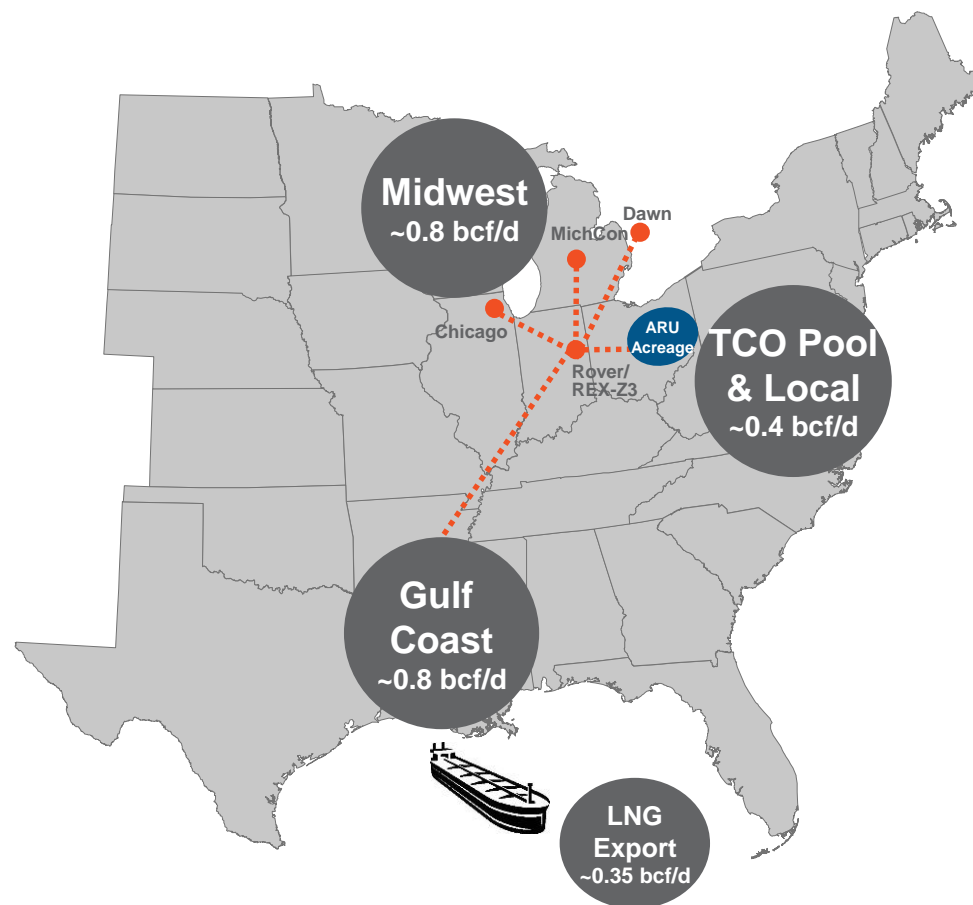 Midwest
~0.8 bcf/d
Dawn
MichCon
Chicago
ARU
Acreage
Rover/
REX-Z3
TCO Pool
& Local
~0.4 bcf/d
Gulf
Coast
~0.8 bcf/d
LNG
Export
~0.35 bcf/d